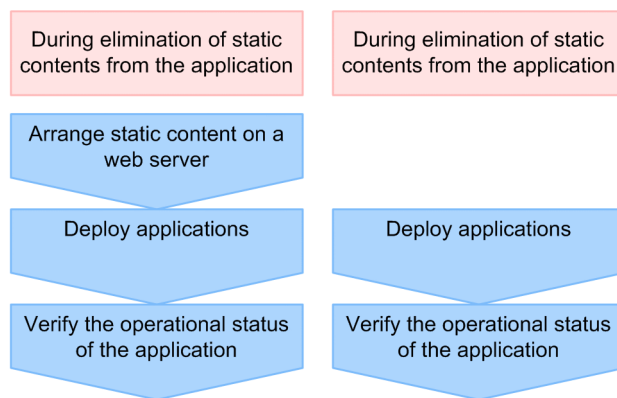 During elimination of static
contents from the application
During elimination of static
contents from the application
Arrange static content on a
web server
Deploy applications
Deploy applications
Verify the operational status
of the application
Verify the operational status
of the application